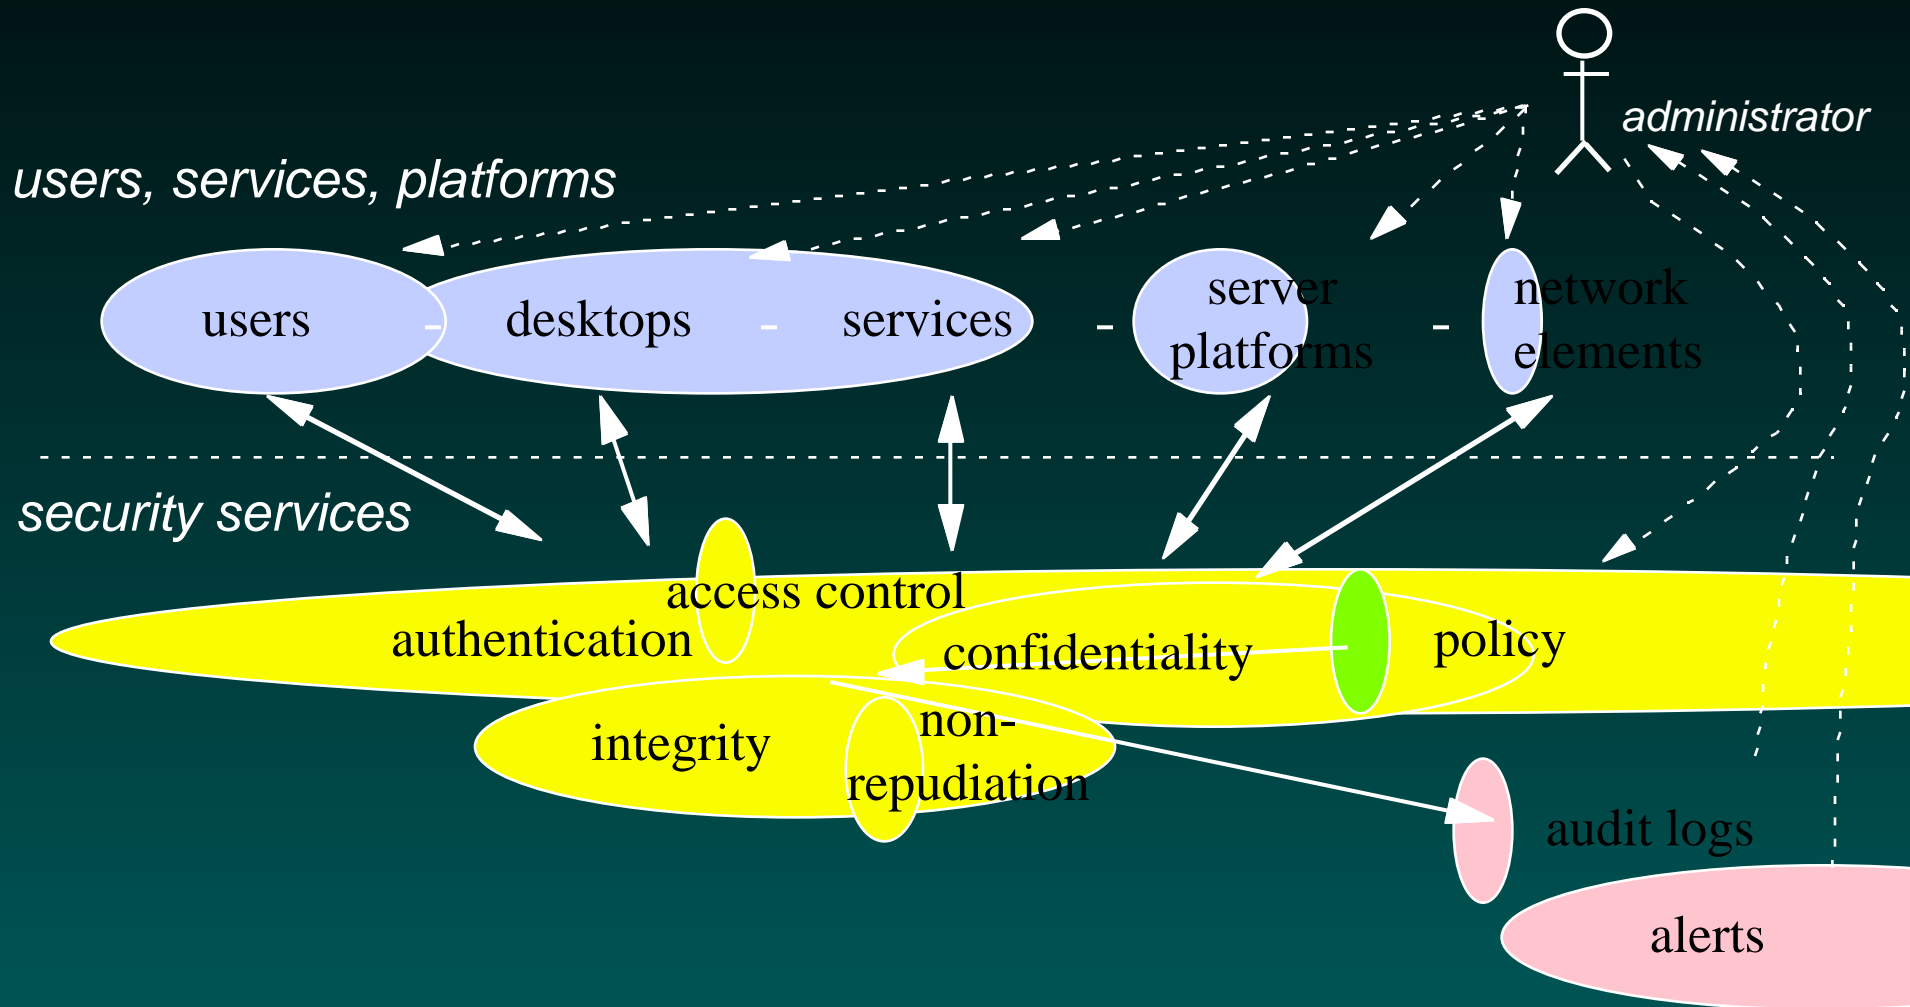 administrator
users, services, platforms
users - desktops - services - server platforms - network elements
security services
access control
authentication
confidentiality
policy
integrity
non-
repudiation
audit logs
alerts